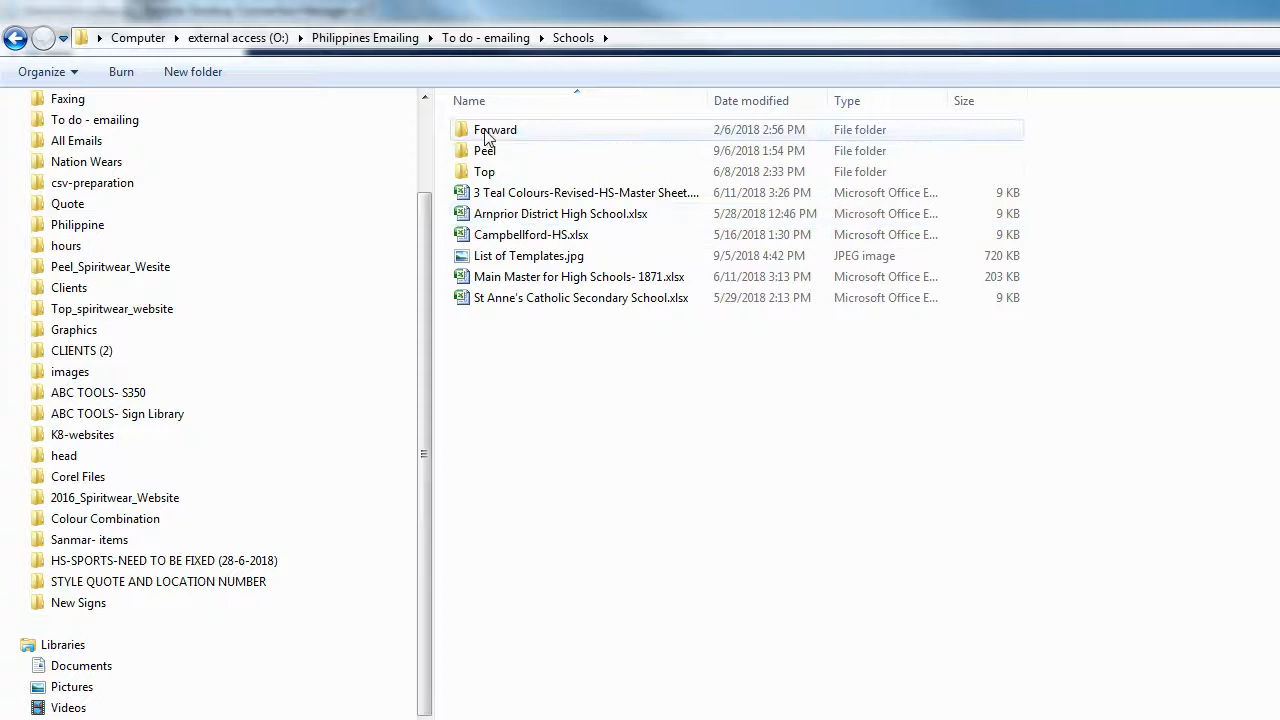 Computer external access (O:) Philippines Emailing To do - emailing Schools
Organize Burn New folder
Faxing
To do - emailing
All Emails
Nation Wears
csv-preparation
Quote
Philippine
hours
Peel_Spiritwear_Wesite
Clients
Top_spiritwear_website
Graphics
CLIENTS (2)
images
ABC TOOLS- S350
ABC TOOLS- Sign Library
K8-websites
head
Corel Files
2016_Spiritwear_Website
Colour Combination
Sanmar- items
HS-SPORTS-NEED TO BE FIXED (28-6-2018)
STYLE QUOTE AND LOCATION NUMBER
New Signs
Libraries
Documents
Pictures
Videos
Name Date modified Type Size
Forward 2/6/2018 2:56 PM File folder
Peel 9/6/2018 1:54 PM File folder
Top 6/8/2018 2:33 PM File folder
3 Teal Colours-Revised-HS-Master Sheet.... 6/11/2018 3:26 PM Microsoft Office E... 9 KB
Arnprior District High School.xlsx 5/28/2018 12:46 PM Microsoft Office E... 9 KB
Campbellford-HS.xlsx 5/16/2018 1:30 PM Microsoft Office E... 9 KB
List of Templates.jpg 9/5/2018 4:42 PM JPEG image 720 KB
Main Master for High Schools- 1871.xlsx 6/11/2018 3:13 PM Microsoft Office E... 203 KB
St Anne's Catholic Secondary School.xlsx 5/29/2018 2:13 PM Microsoft Office E... 9 KB